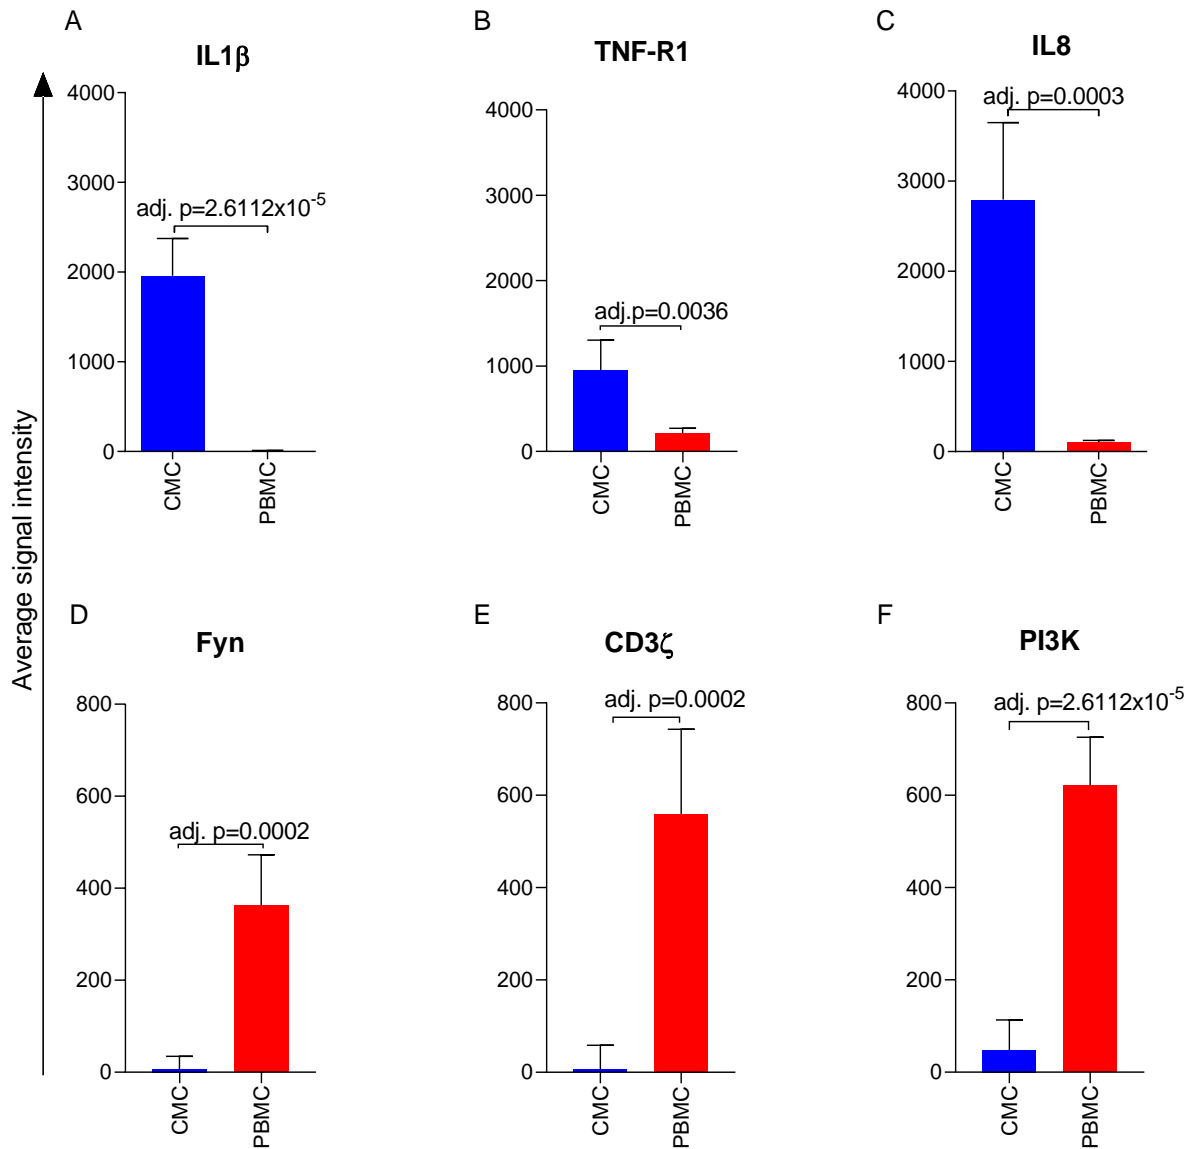 A
IL1β
4000
3000
2000
1000
0
adj. p=2.6112x10-5
CMC
PBMC
B
TNF-R1
4000
3000
2000
1000
0
adj.p=0.0036
CMC
PBMC
C
IL8
4000
3000
2000
1000
0
adj. p=0.0003
CMC
PBMC
Average signal intensity
D
Fyn
800
600
400
200
0
adj. p=0.0002
CMC
PBMC
E
CD3ζ
800
600
400
200
0
adj. p=0.0002
CMC
PBMC
F
PI3K
800
600
400
200
0
adj. p=2.6112x10-5
CMC
PBMC